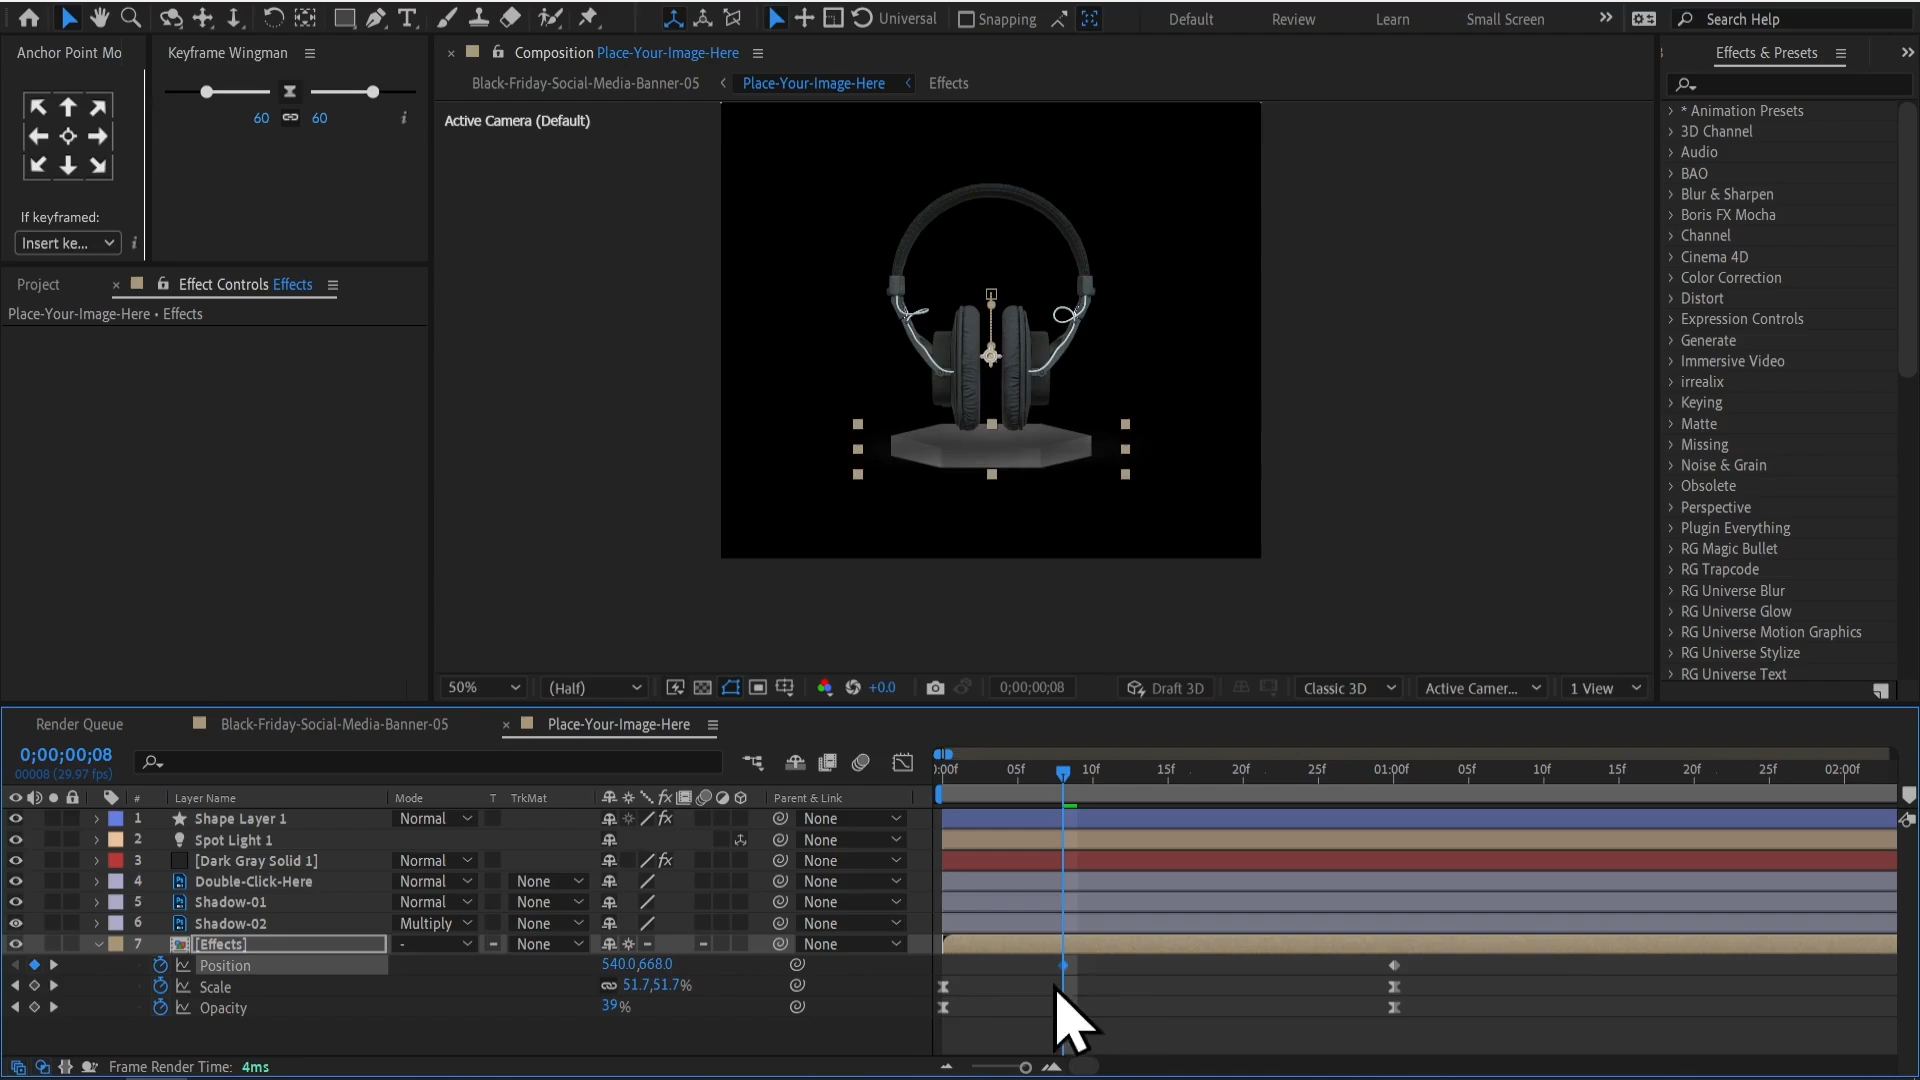 Universal
Snapping
Default
Review
Learn
Small Screen
Search Help
Anchor Point Mo
Keyframe Wingman
60
60
If keyframed:
Insert ke...
Composition Place-Your-Image-Here
Black-Friday-Social-Media-Banner-05
Place-Your-Image-Here
Effects
Active Camera (Default)
Effects & Presets
* Animation Presets
3D Channel
Audio
BAO
Blur & Sharpen
Boris FX Mocha
Channel
Cinema 4D
Color Correction
Distort
Expression Controls
Generate
Immersive Video
irrealix
Keying
Matte
Missing
Noise & Grain
Obsolete
Perspective
Plugin Everything
RG Magic Bullet
RG Trapcode
RG Universe Blur
RG Universe Glow
RG Universe Motion Graphics
RG Universe Stylize
RG Universe Text
Project
Effect Controls Effects
Place-Your-Image-Here • Effects
50%
(Half)
+0.0
0;00;00;08
Draft 3D
Classic 3D
Active Camer...
1 View
Render Queue
Black-Friday-Social-Media-Banner-05
Place-Your-Image-Here
0;00;00;08
00008 (29.97 fps)
):00f 05f 10f 15f 20f 25f 01:00f 05f 10f 15f 20f 25f 02:00f
# Layer Name Mode T TrkMat Parent & Link
1 Shape Layer 1 Normal None
2 Spot Light 1 None
3 [Dark Gray Solid 1] Normal None
4 Double-Click-Here Normal None None
5 Shadow-01 Normal None None
6 Shadow-02 Multiply None None
7 [Effects] - None None
Position 540.0,668.0
Scale 51.7,51.7%
Opacity 39%
Frame Render Time: 4ms